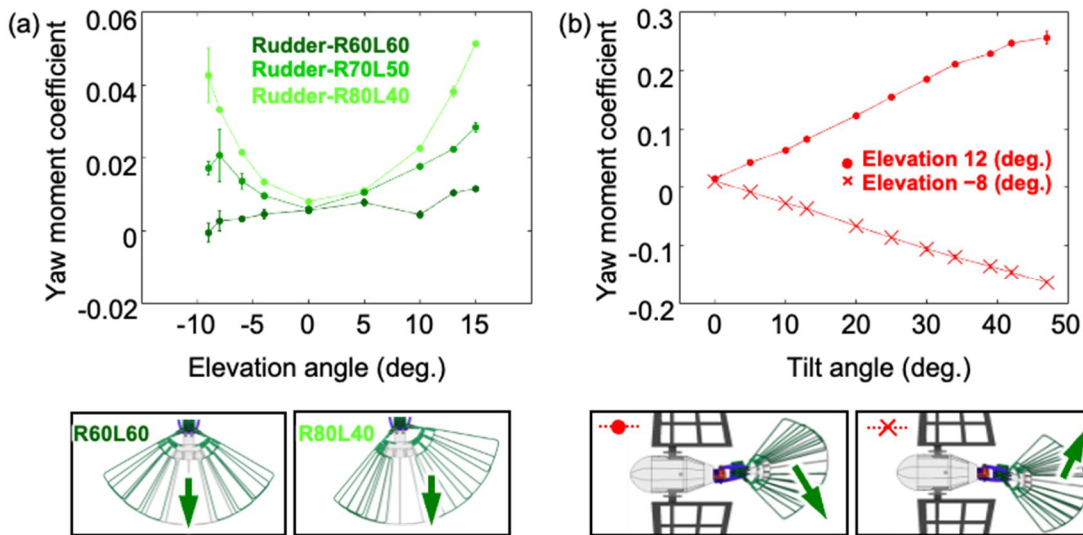 (a)
0.06
0.04
0.02
0
-0.02
Yaw moment coefficient
Rudder-R60L60
Rudder-R70L50
Rudder-R80L40
-10 -5 0 5 10 15
Elevation angle (deg.)
(b)
0.3
0.2
0.1
0
-0.1
-0.2
Yaw moment coefficient
Elevation 12 (deg.)
Elevation −8 (deg.)
0 10 20 30 40 50
Tilt angle (deg.)
R60L60
R80L40